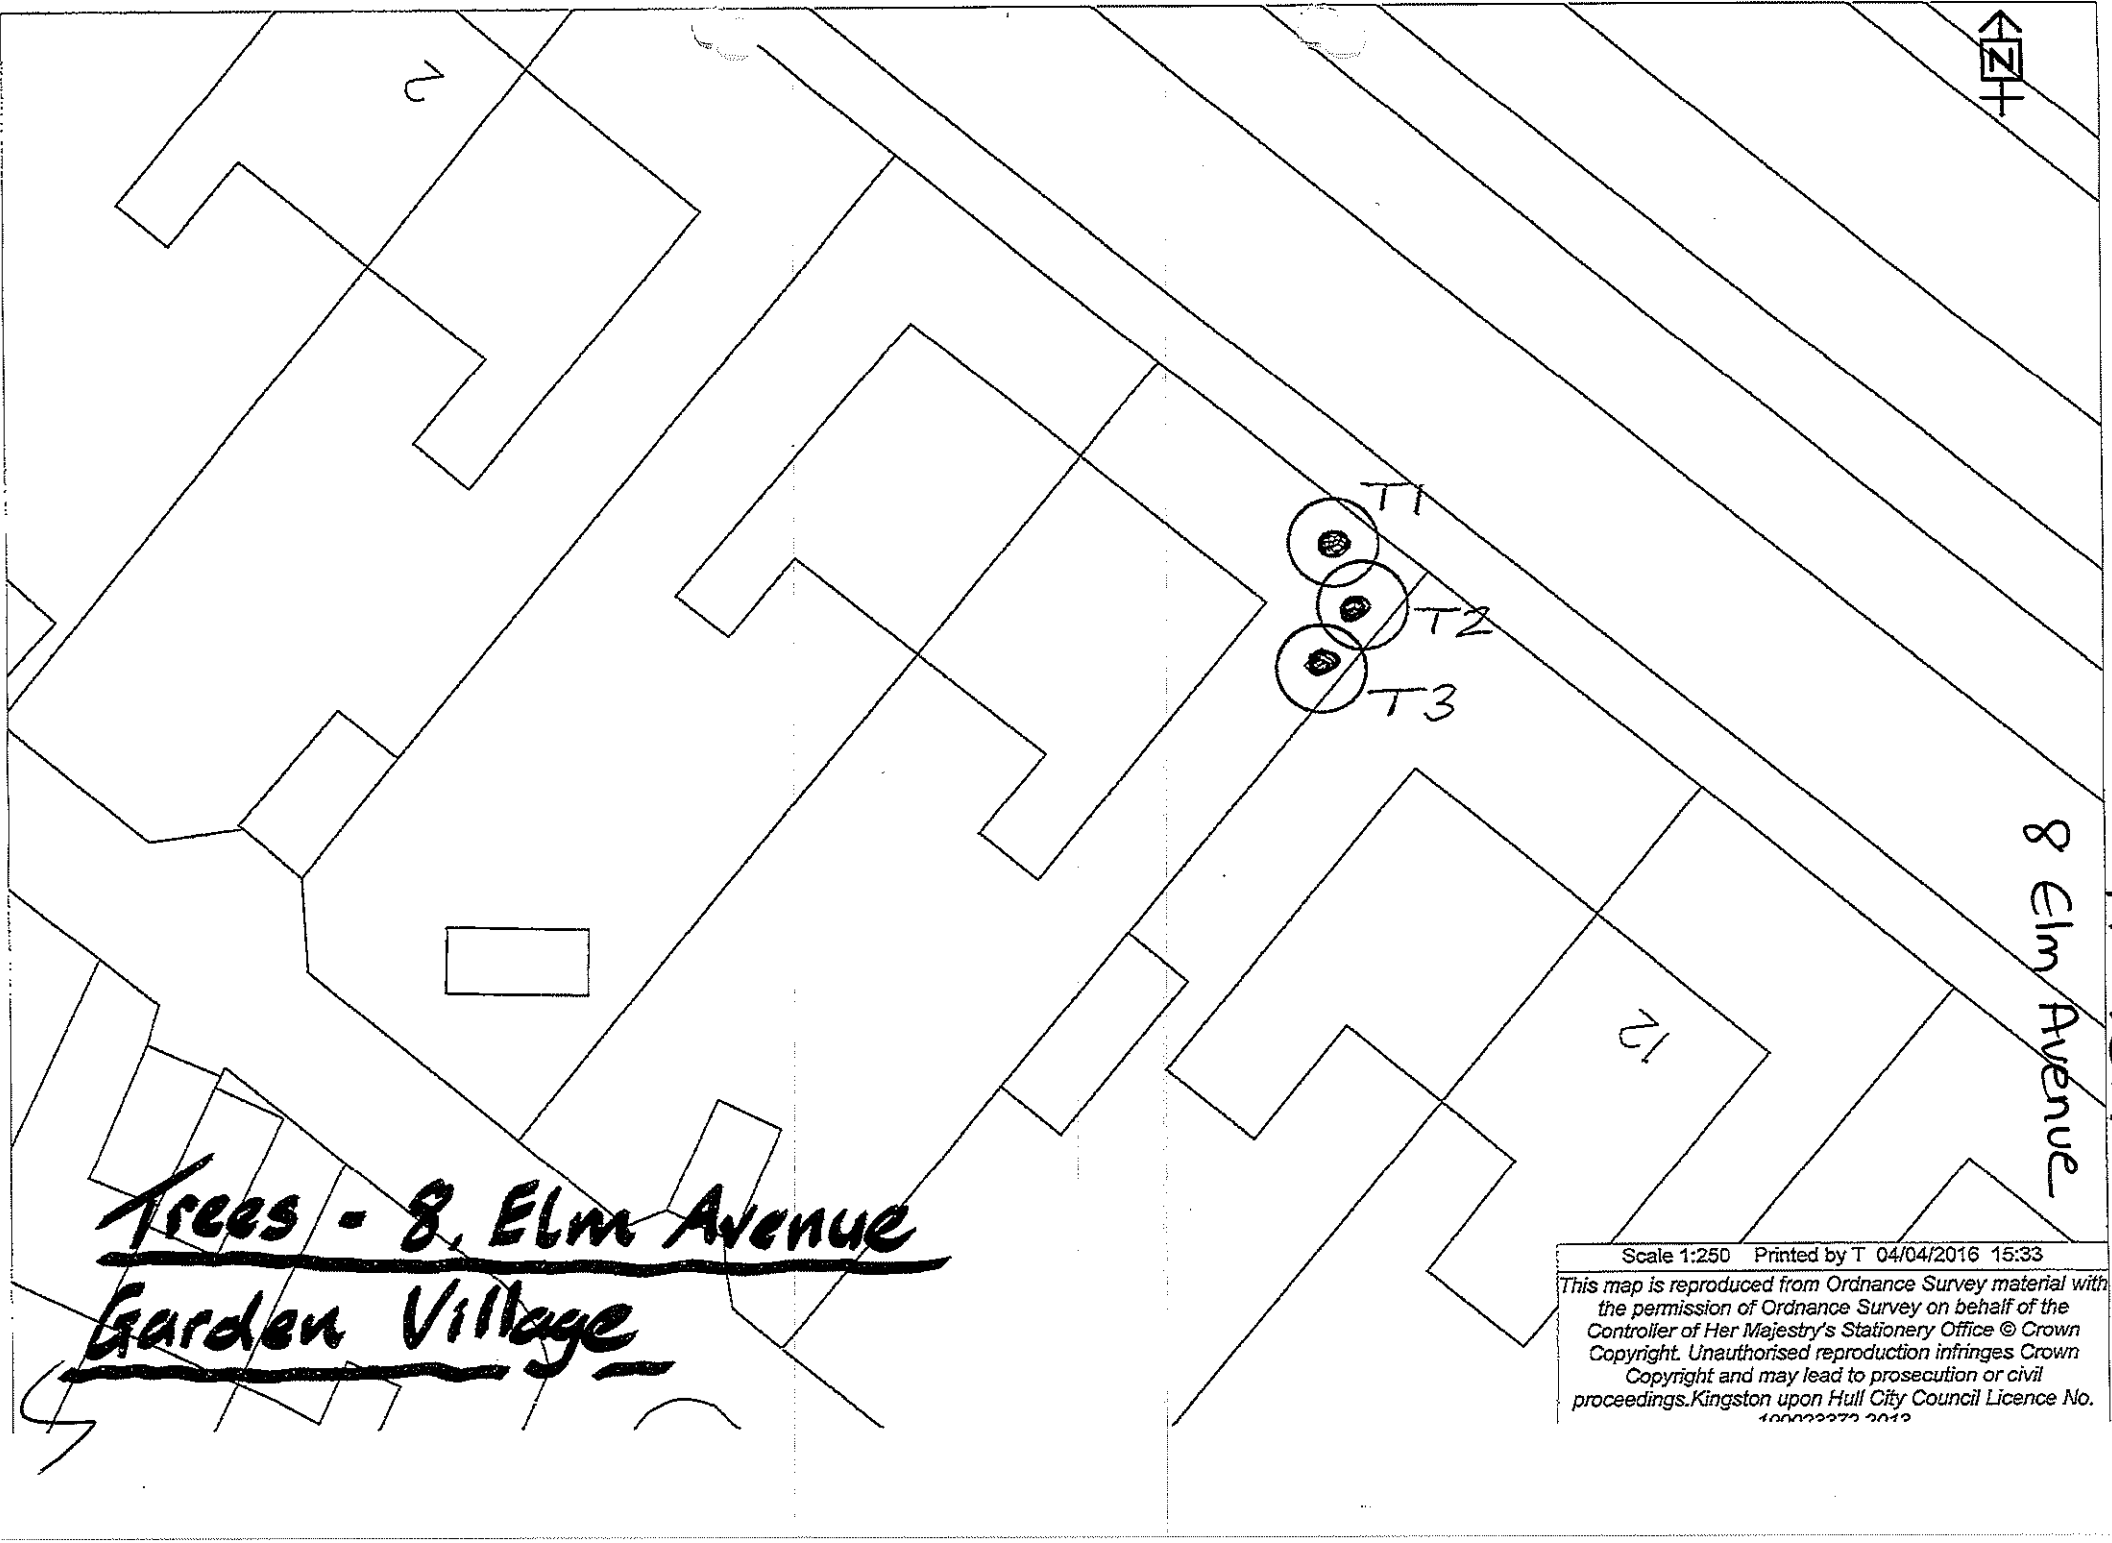 2
N
T1
T2
T3
8 Elm Avenue
12
Trees - 8, Elm Avenue
Garden Village
Scale 1:250 Printed by T 04/04/2016 15:33
This map is reproduced from Ordnance Survey material with
the permission of Ordnance Survey on behalf of the
Controller of Her Majesty's Stationery Office © Crown
Copyright. Unauthorised reproduction infringes Crown
Copyright and may lead to prosecution or civil
proceedings.Kingston upon Hull City Council Licence No.